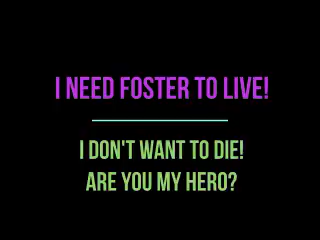 I NEED FOSTER TO LIVE!
I DON'T WANT TO DIE!
ARE YOU MY HERO?